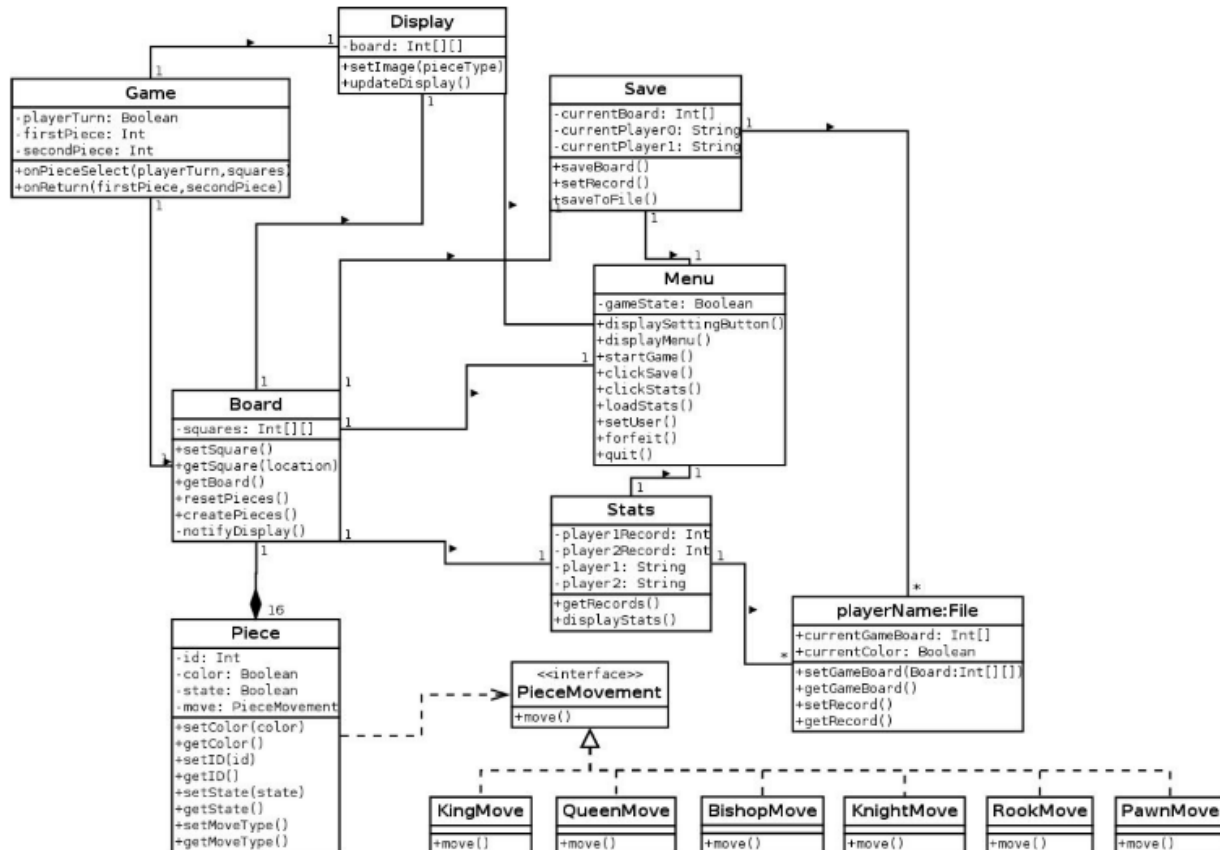 Display
-board: Int[][]
+setImage(pieceType)
+updateDisplay()
1
1
1
Game
-playerTurn: Boolean
-firstPiece: Int
-secondPiece: Int
+onPieceSelect(playerTurn,squares)
+onReturn(firstPiece,secondPiece)
1
Save
-currentBoard: Int[]
-currentPlayer0: String
-currentPlayer1: String
+saveBoard()
+setRecord()
+saveToFile()
1
1
1
1
Menu
-gameState: Boolean
+displaySettingButton()
+displayMenu()
+startGame()
+clickSave()
+clickStats()
+loadStats()
+setUser()
+forfeit()
+quit()
1
1
1
1
Board
-squares: Int[][]
+setSquare()
+getSquare(location)
+getBoard()
+resetPieces()
+createPieces()
-notifyDisplay()
1
1
1
1
1
1
Stats
-player1Record: Int
-player2Record: Int
-player1: String
-player2: String
+getRecords()
+displayStats()
1
1
*
*
playerName:File
+currentGameBoard: Int[]
+currentColor: Boolean
+setGameBoard(Board:Int[][])
+getGameBoard()
+setRecord()
+getRecord()
16
Piece
-id: Int
-color: Boolean
-state: Boolean
-move: PieceMovement
+setColor(color)
+getColor()
+setID(id)
+getID()
+setState(state)
+getState()
+setMoveType()
+getMoveType()
<<interface>>
PieceMovement
+move()
KingMove
+move()
QueenMove
+move()
BishopMove
+move()
KnightMove
+move()
RookMove
+move()
PawnMove
+move()